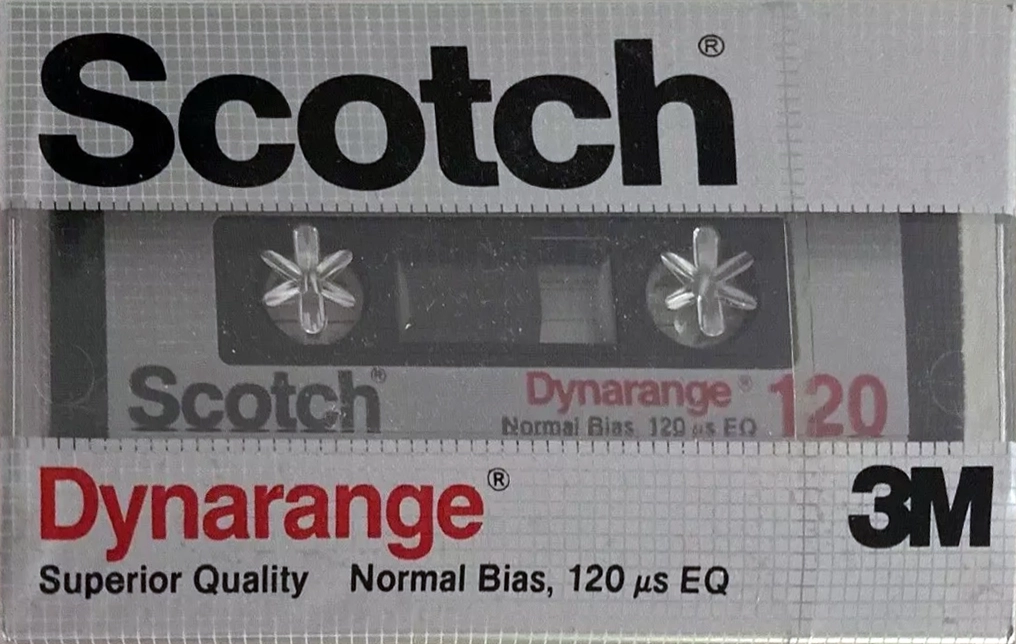 Scotch®
Scotch®
Dynarange® 120
Normal Bias, 120 µs EQ
Dynarange®
3M
Superior Quality Normal Bias, 120 µs EQ